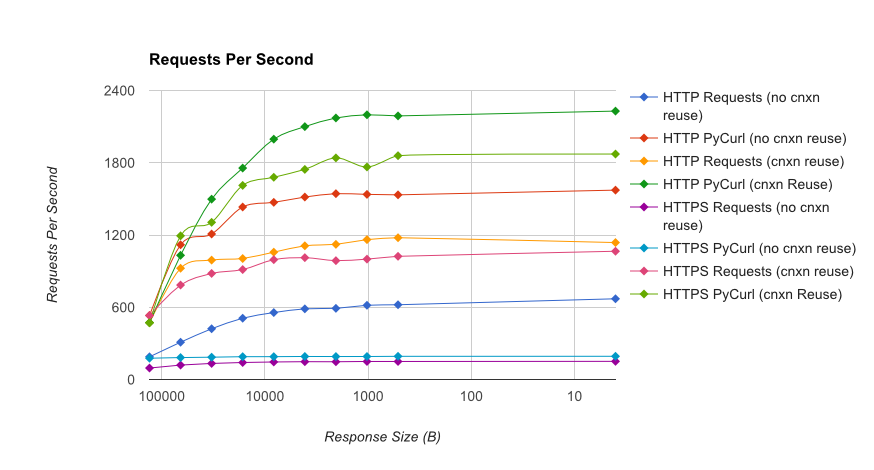 Requests Per Second
Requests Per Second
2400
1800
1200
600
0
100000 10000 1000 100 10
Response Size (B)
HTTP Requests (no cnxn
reuse)
HTTP PyCurl (no cnxn reuse)
HTTP Requests (cnxn reuse)
HTTP PyCurl (cnxn Reuse)
HTTPS Requests (no cnxn
reuse)
HTTPS PyCurl (no cnxn reuse)
HTTPS Requests (cnxn reuse)
HTTPS PyCurl (cnxn Reuse)